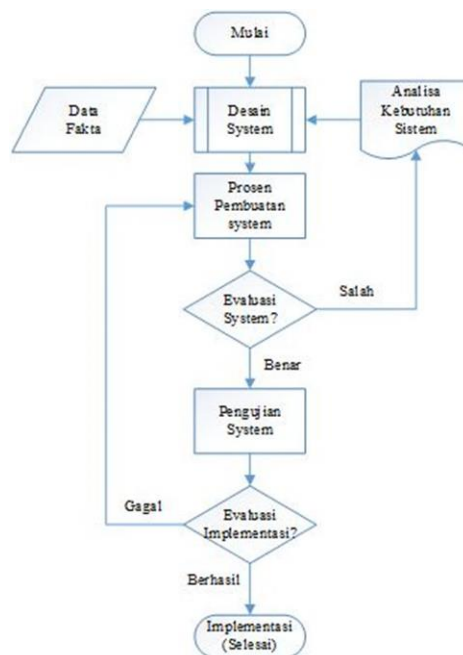 Mulai
Data
Fakta
Desain
System
Analisa
Kebutuhan
Sistem
Prosen
Pembuatan
system
Evaluasi
System?
Salah
Benar
Pengujian
System
Gagal
Evaluasi
Implementasi?
Berhasil
Implementasi
(Selesai)